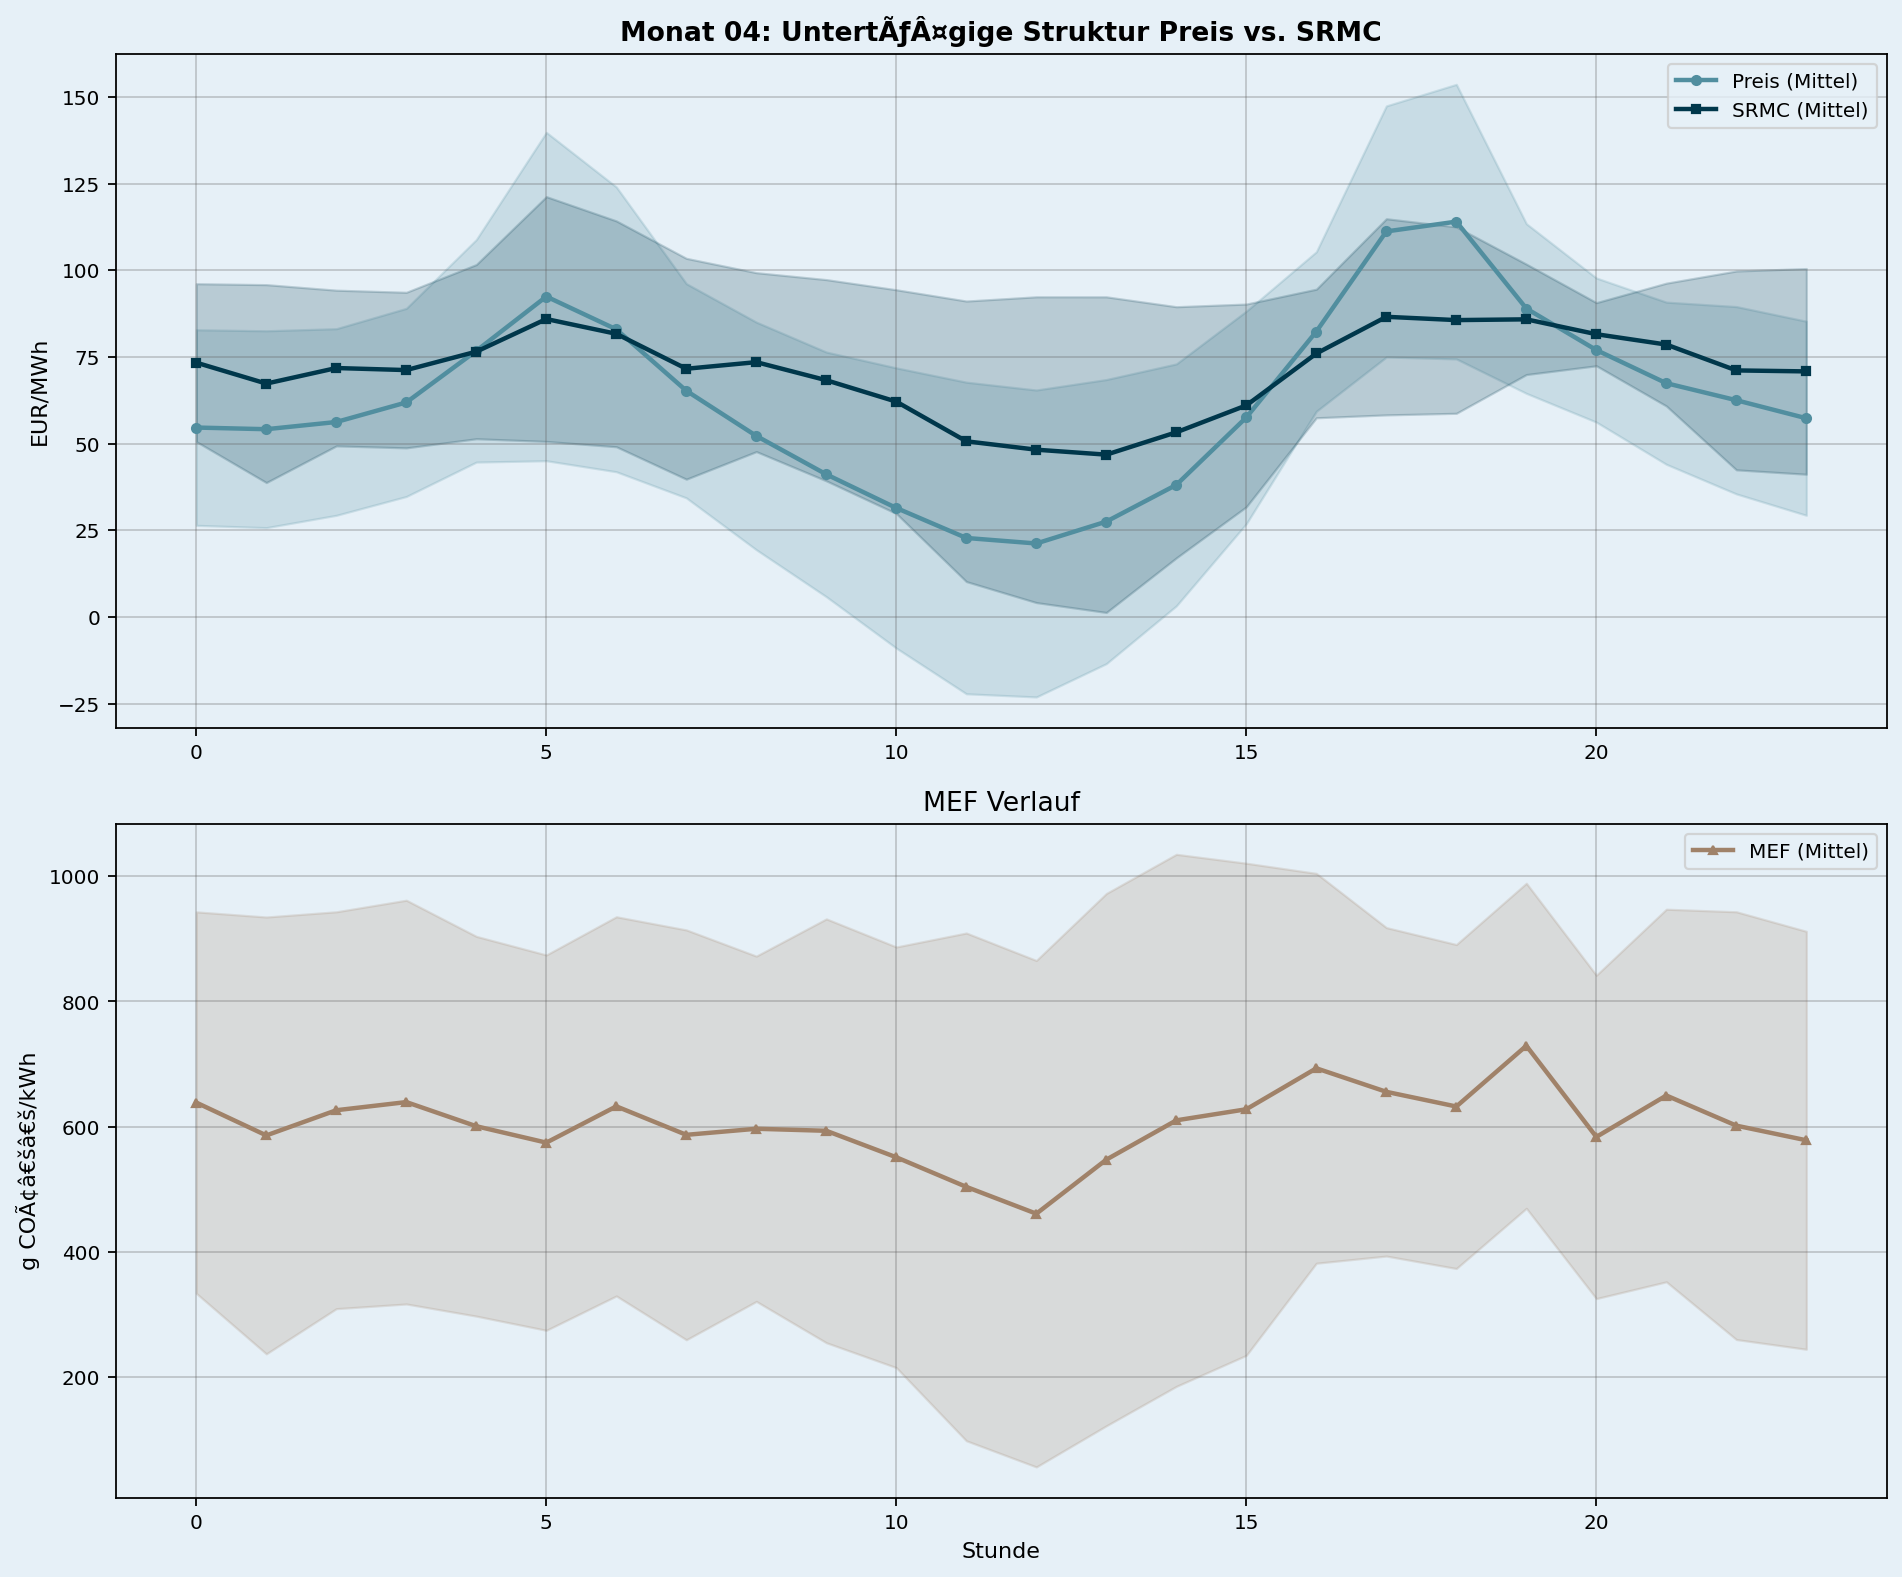 Monat 04: UntertÃƒÂ¤gige Struktur Preis vs. SRMC
Preis (Mittel)
SRMC (Mittel)
EUR/MWh
150
125
100
75
50
25
0
−25
0 5 10 15 20
MEF Verlauf
MEF (Mittel)
g COÃ¢â€šâ€š/kWh
1000
800
600
400
200
0 5 10 15 20
Stunde